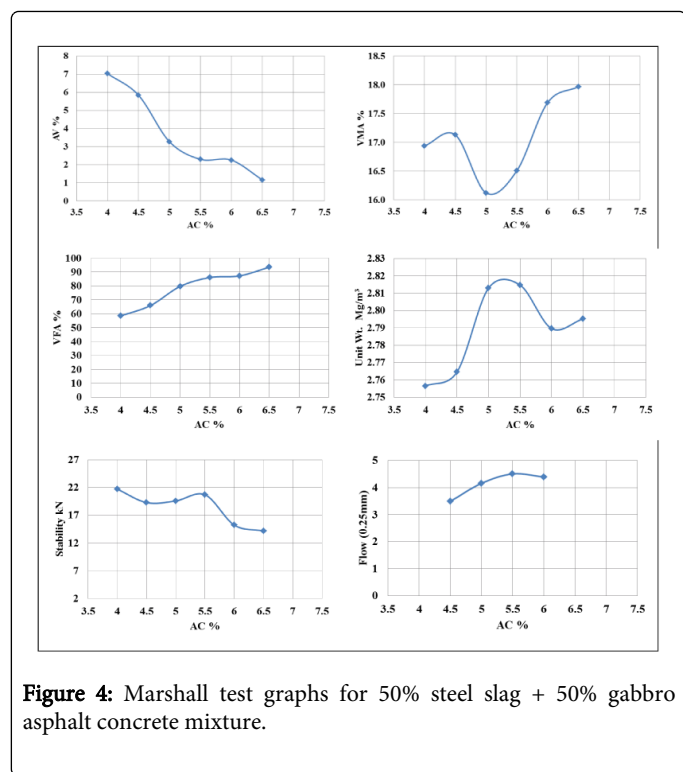 8
7
6
5
4
3
2
1
0
AV %
3.5 4 4.5 5 5.5 6 6.5 7 7.5
AC %
18.5
18.0
17.5
17.0
16.5
16.0
VMA %
3.5 4 4.5 5 5.5 6 6.5 7 7.5
AC %
100
90
80
70
60
50
40
30
20
10
0
VFA %
3.5 4 4.5 5 5.5 6 6.5 7 7.5
AC %
2.83
2.82
2.81
2.80
2.79
2.78
2.77
2.76
2.75
Unit Wt. Mg/m³
3.5 4 4.5 5 5.5 6 6.5 7 7.5
AC %
27
22
17
12
7
2
Stability kN
3.5 4 4.5 5 5.5 6 6.5 7 7.5
AC %
5
4
3
2
1
0
Flow (0.25mm)
3.5 4 4.5 5 5.5 6 6.5 7 7.5
AC %
Figure 4: Marshall test graphs for 50% steel slag + 50% gabbro
asphalt concrete mixture.